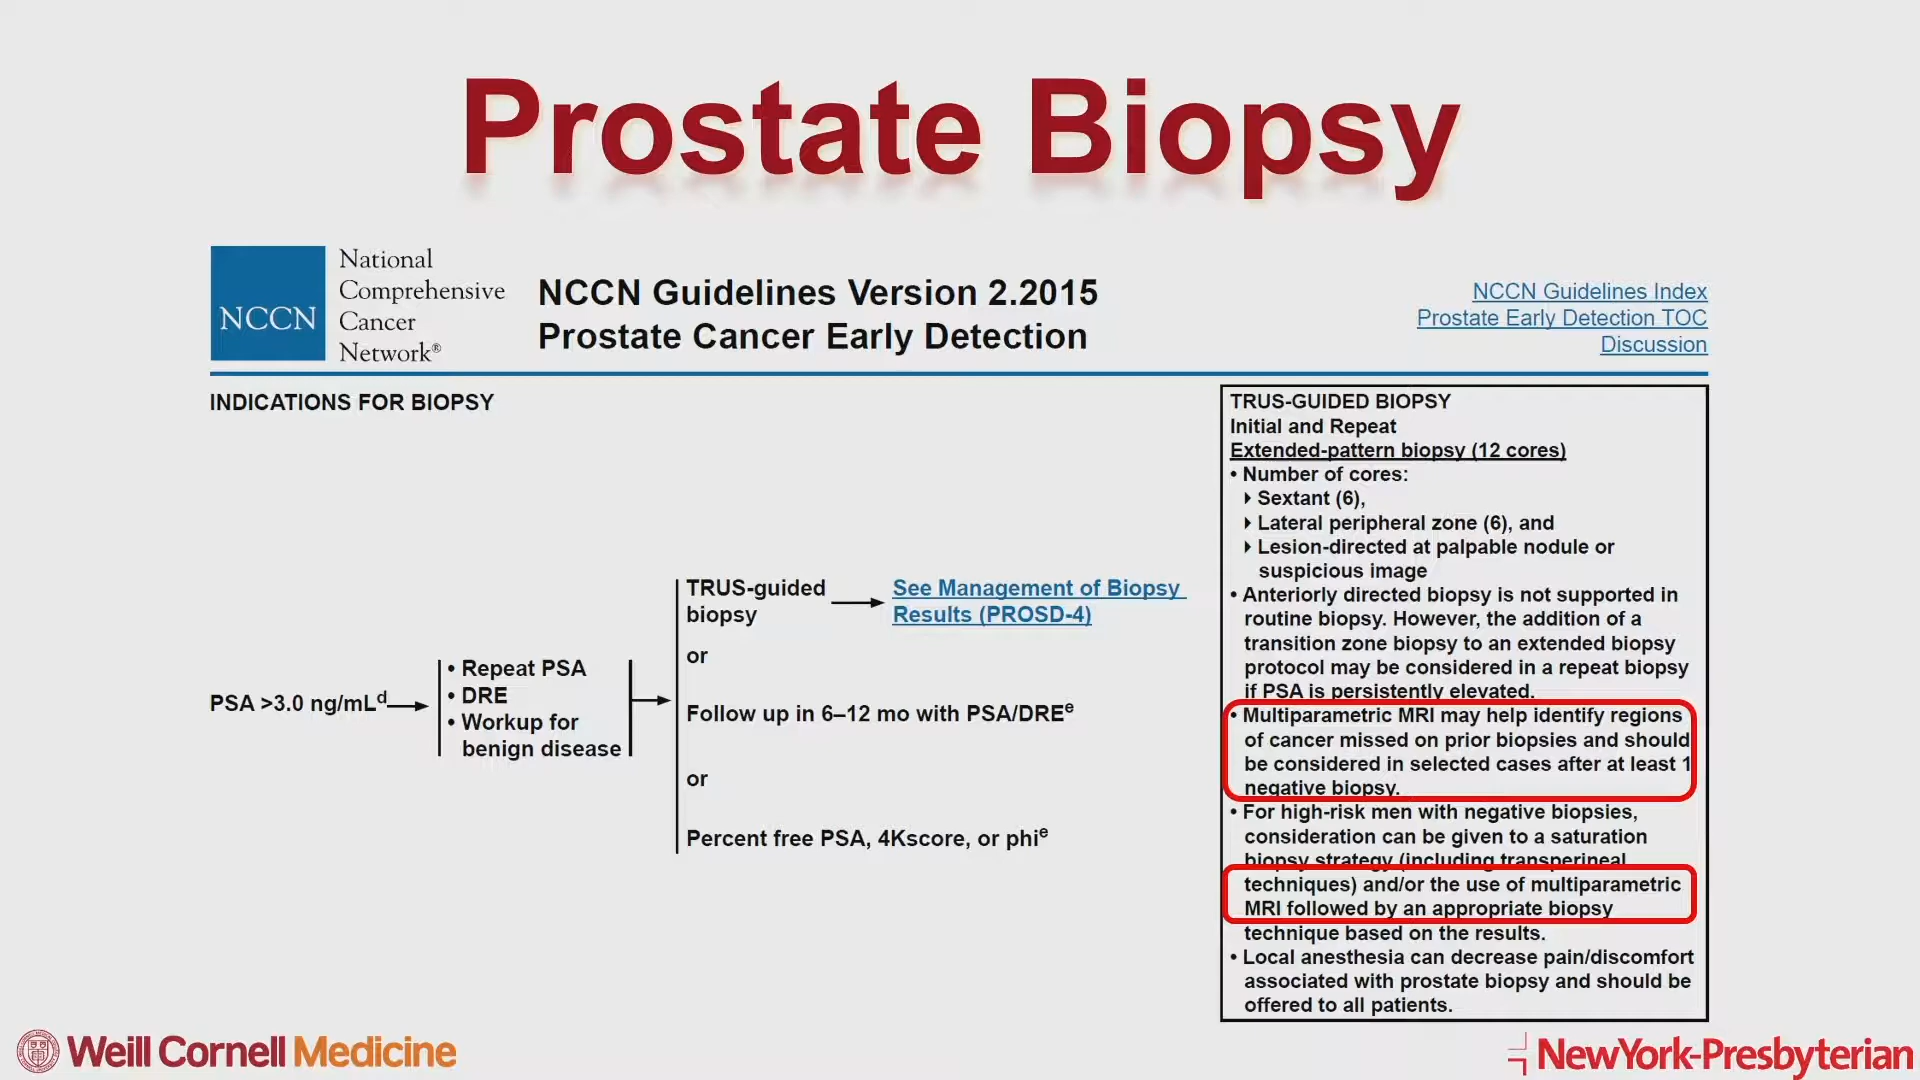 Prostate Biopsy
NCCN
National
Comprehensive
Cancer
Network®
NCCN Guidelines Version 2.2015
Prostate Cancer Early Detection
NCCN Guidelines Index
Prostate Early Detection TOC
Discussion
INDICATIONS FOR BIOPSY
PSA >3.0 ng/mLd
• Repeat PSA
• DRE
• Workup for
benign disease
TRUS-guided
biopsy
See Management of Biopsy
Results (PROSD-4)
or
Follow up in 6–12 mo with PSA/DREe
or
Percent free PSA, 4Kscore, or phie
TRUS-GUIDED BIOPSY
Initial and Repeat
Extended-pattern biopsy (12 cores)
• Number of cores:
Sextant (6),
Lateral peripheral zone (6), and
Lesion-directed at palpable nodule or
suspicious image
• Anteriorly directed biopsy is not supported in
routine biopsy. However, the addition of a
transition zone biopsy to an extended biopsy
protocol may be considered in a repeat biopsy
if PSA is persistently elevated.
• Multiparametric MRI may help identify regions
of cancer missed on prior biopsies and should
be considered in selected cases after at least 1
negative biopsy.
• For high-risk men with negative biopsies,
consideration can be given to a saturation
biopsy strategy (including transperineal
techniques) and/or the use of multiparametric
MRI followed by an appropriate biopsy
technique based on the results.
• Local anesthesia can decrease pain/discomfort
associated with prostate biopsy and should be
offered to all patients.
Weill Cornell Medicine
NewYork-Presbyterian